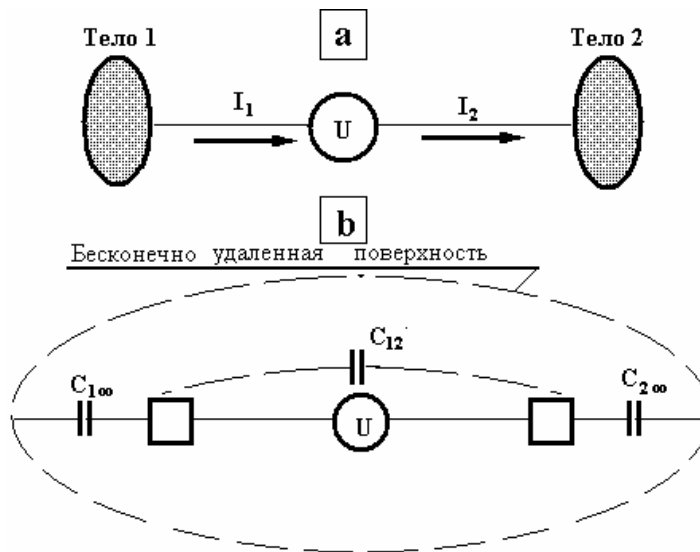 a
Тело 1
Тело 2
I₁
U
I₂
b
Бесконечно удаленная поверхность
C₁₂
C₁∞
C₂∞
U